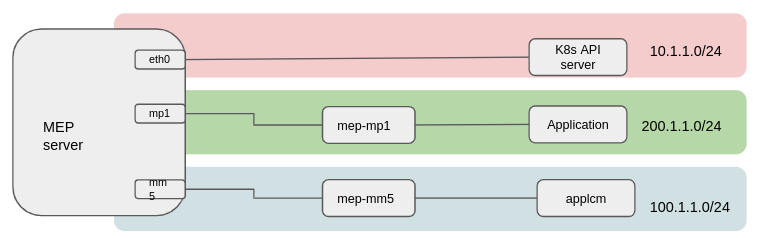 K8s API
server
10.1.1.0/24
eth0
mp1
mep-mp1
Application
200.1.1.0/24
MEP
server
mm
5
mep-mm5
applcm
100.1.1.0/24